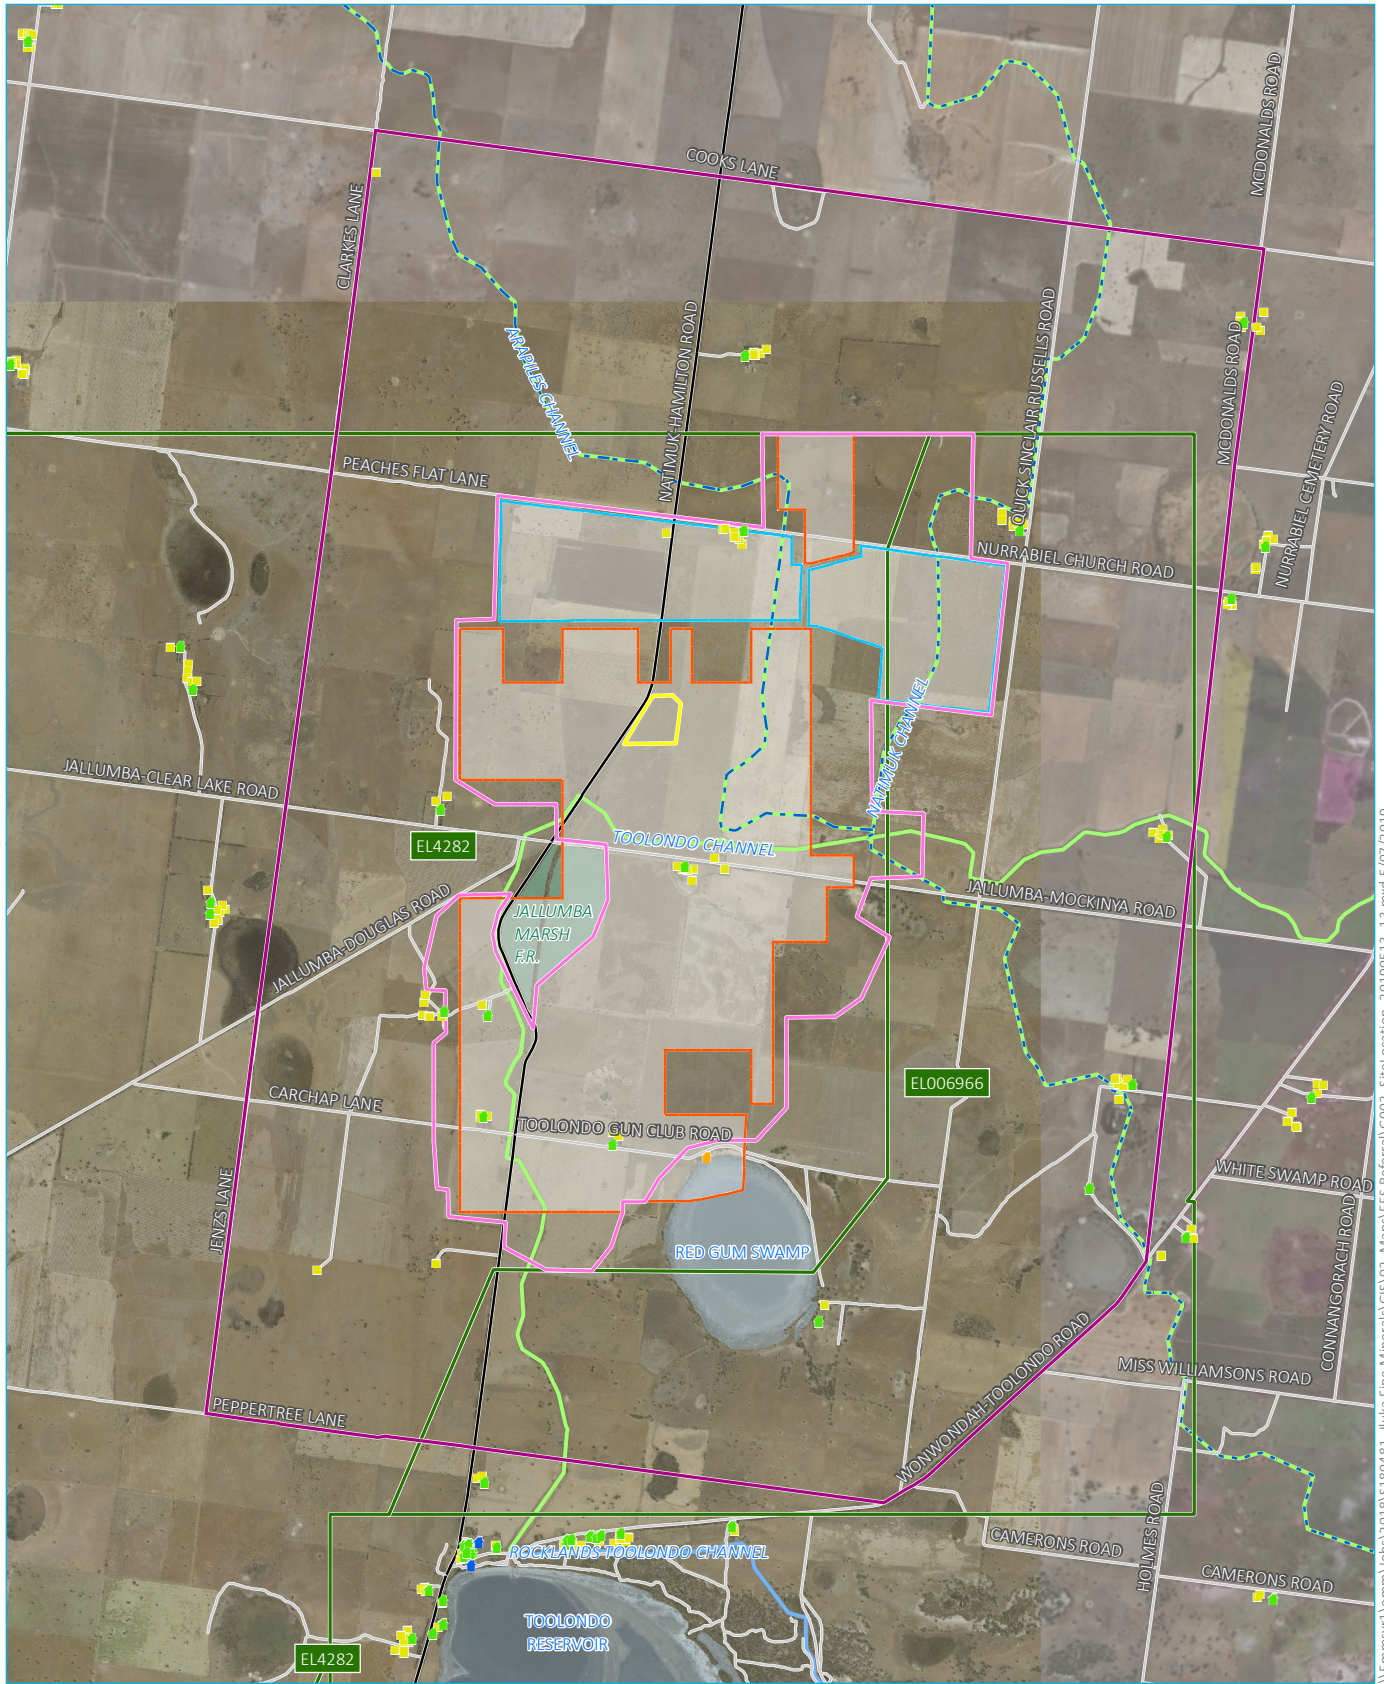 COOKS LANE
MCDONALDS ROAD
CLARKES LANE
ARAPILES CHANNEL
NATIMUK-HAMILTON ROAD
QUICK SINCLAIR RUSSELLS ROAD
MCDONALDS ROAD
NURRABIEL CEMETERY ROAD
PEACHES FLAT LANE
NURRABIEL CHURCH ROAD
NATIMUK CHANNEL
JALLUMBA-CLEAR LAKE ROAD
EL4282
TOOLONDO CHANNEL
JALLUMBA-MOCKINYA ROAD
JALLUMBA-DOUGLAS ROAD
JALLUMBA
MARSH
F.R.
EL006966
CARCHAP LANE
TOOLONDO GUN CLUB ROAD
WHITE SWAMP ROAD
JENZS LANE
RED GUM SWAMP
CONNANGORACH ROAD
WONWONDAH-TOOLONDO ROAD
MISS WILLIAMSONS ROAD
PEPPERTREE LANE
HOLMES ROAD
CAMERONS ROAD
ROCKLANDS TOOLONDO CHANNEL
CAMERONS ROAD
TOOLONDO
RESERVOIR
EL4282